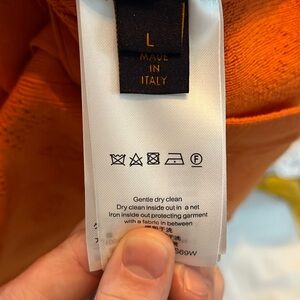 L
MADE
IN
ITALY
Gentle dry clean
Dry clean inside out in a net
Iron inside out protecting garment
with a fabric in between